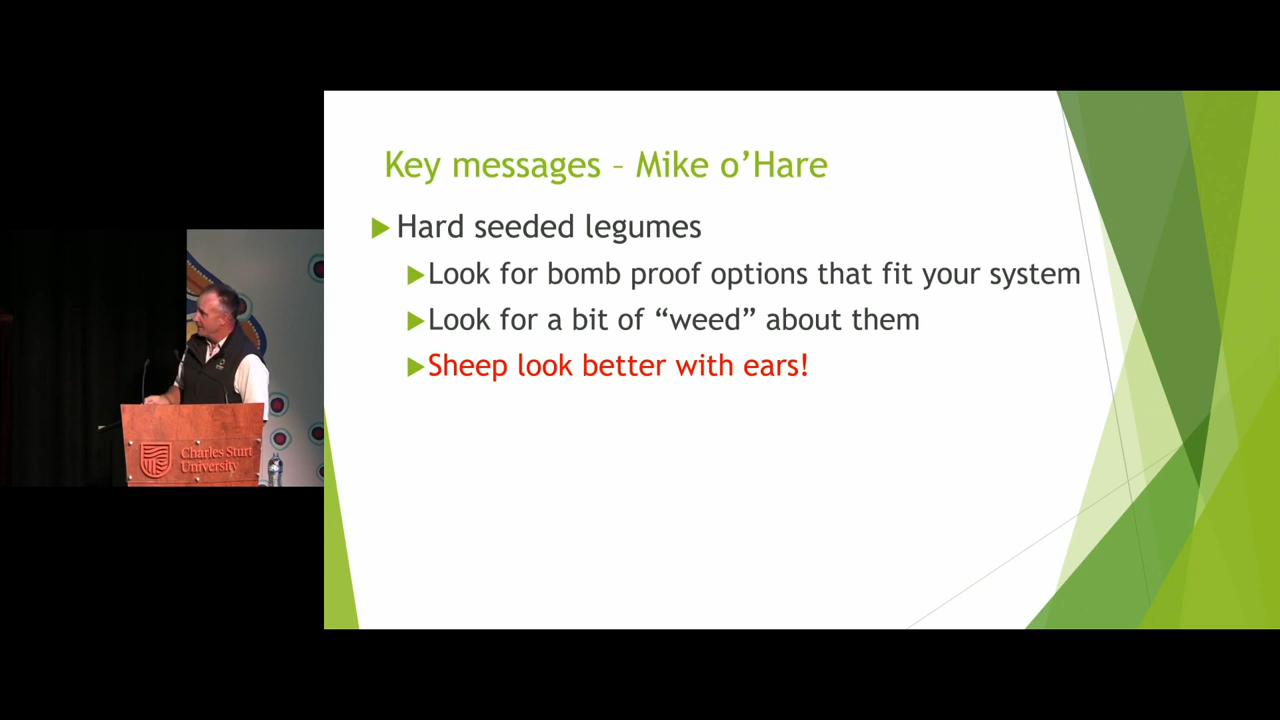 Key messages – Mike o’Hare
Hard seeded legumes
Look for bomb proof options that fit your system
Look for a bit of “weed” about them
Sheep look better with ears!
Charles Sturt
University